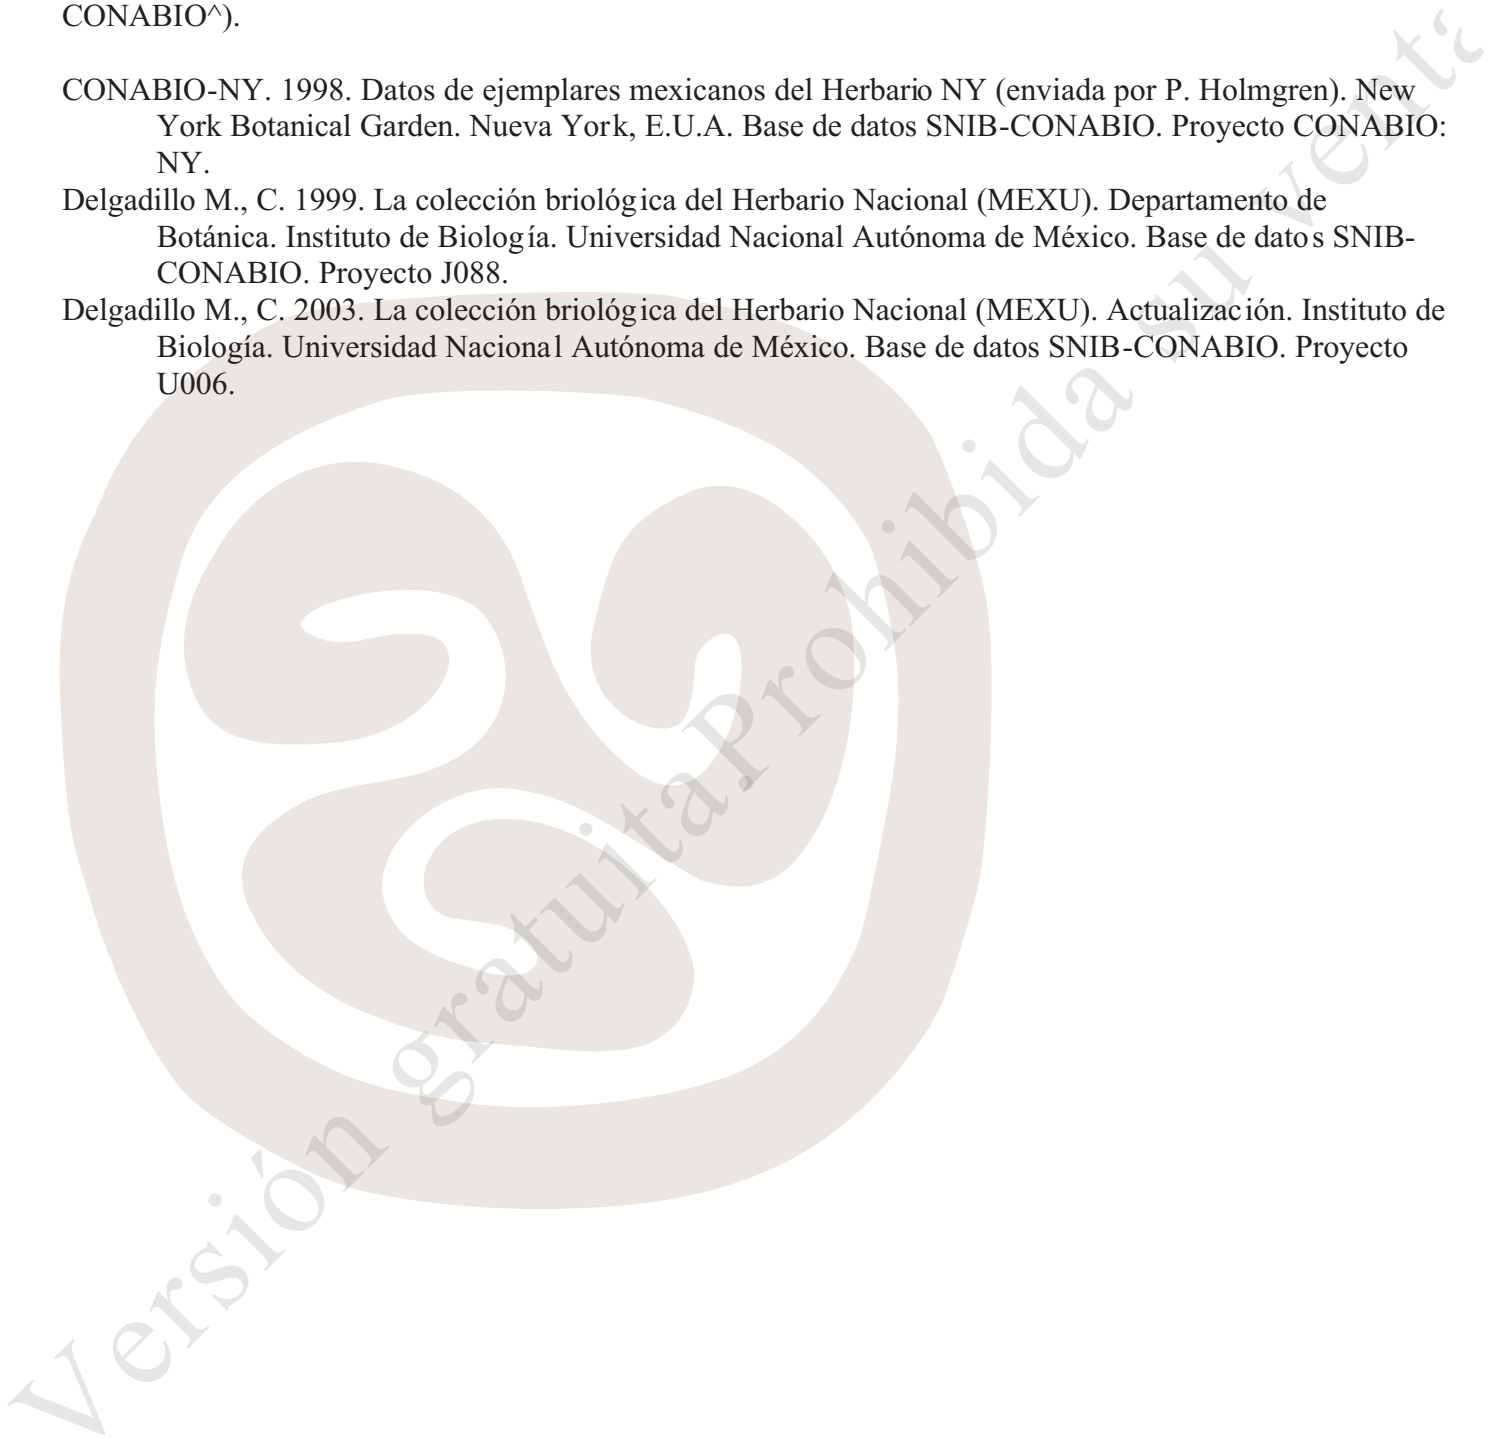 CONABIO^).
CONABIO-NY. 1998. Datos de ejemplares mexicanos del Herbario NY (enviada por P. Holmgren). New
York Botanical Garden. Nueva York, E.U.A. Base de datos SNIB-CONABIO. Proyecto CONABIO:
NY.
Delgadillo M., C. 1999. La colección briológica del Herbario Nacional (MEXU). Departamento de
Botánica. Instituto de Biología. Universidad Nacional Autónoma de México. Base de datos SNIB-
CONABIO. Proyecto J088.
Delgadillo M., C. 2003. La colección briológica del Herbario Nacional (MEXU). Actualización. Instituto de
Biología. Universidad Nacional Autónoma de México. Base de datos SNIB-CONABIO. Proyecto
U006.
Versión gratuita.Prohibida su venta